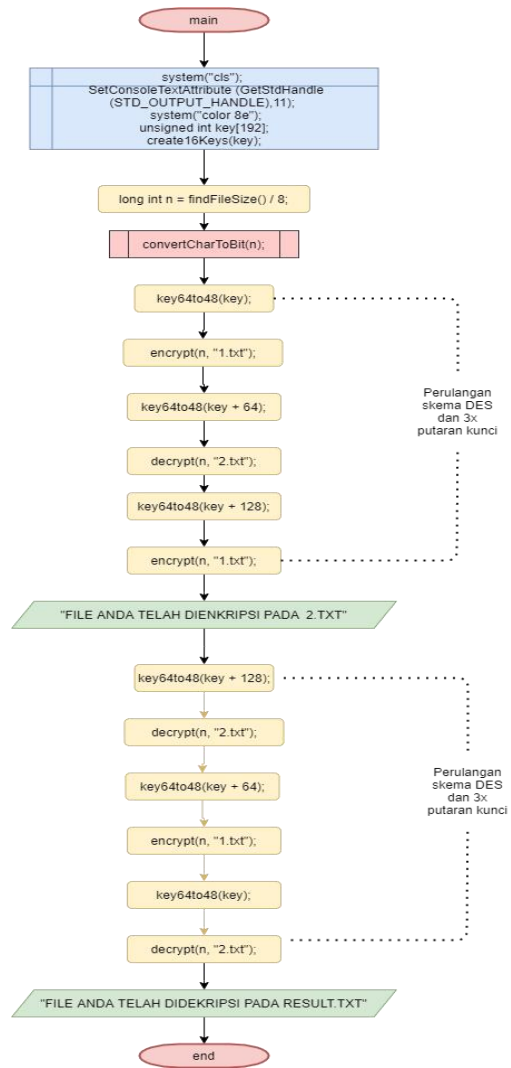 main
system("cls");
SetConsoleTextAttribute (GetStdHandle
(STD_OUTPUT_HANDLE),11);
system("color 8e");
unsigned int key[192];
create16Keys(key);
long int n = findFileSize() / 8;
convertCharToBit(n);
key64to48(key);
encrypt(n, "1.txt");
key64to48(key + 64);
decrypt(n, "2.txt");
key64to48(key + 128);
encrypt(n, "1.txt");
Perulangan
skema DES
dan 3x
putaran kunci
"FILE ANDA TELAH DIENKRIPSI PADA 2.TXT"
key64to48(key + 128);
decrypt(n, "2.txt");
key64to48(key + 64);
encrypt(n, "1.txt");
key64to48(key);
decrypt(n, "2.txt");
Perulangan
skema DES
dan 3x
putaran kunci
"FILE ANDA TELAH DIDEKRIPSI PADA RESULT.TXT"
end